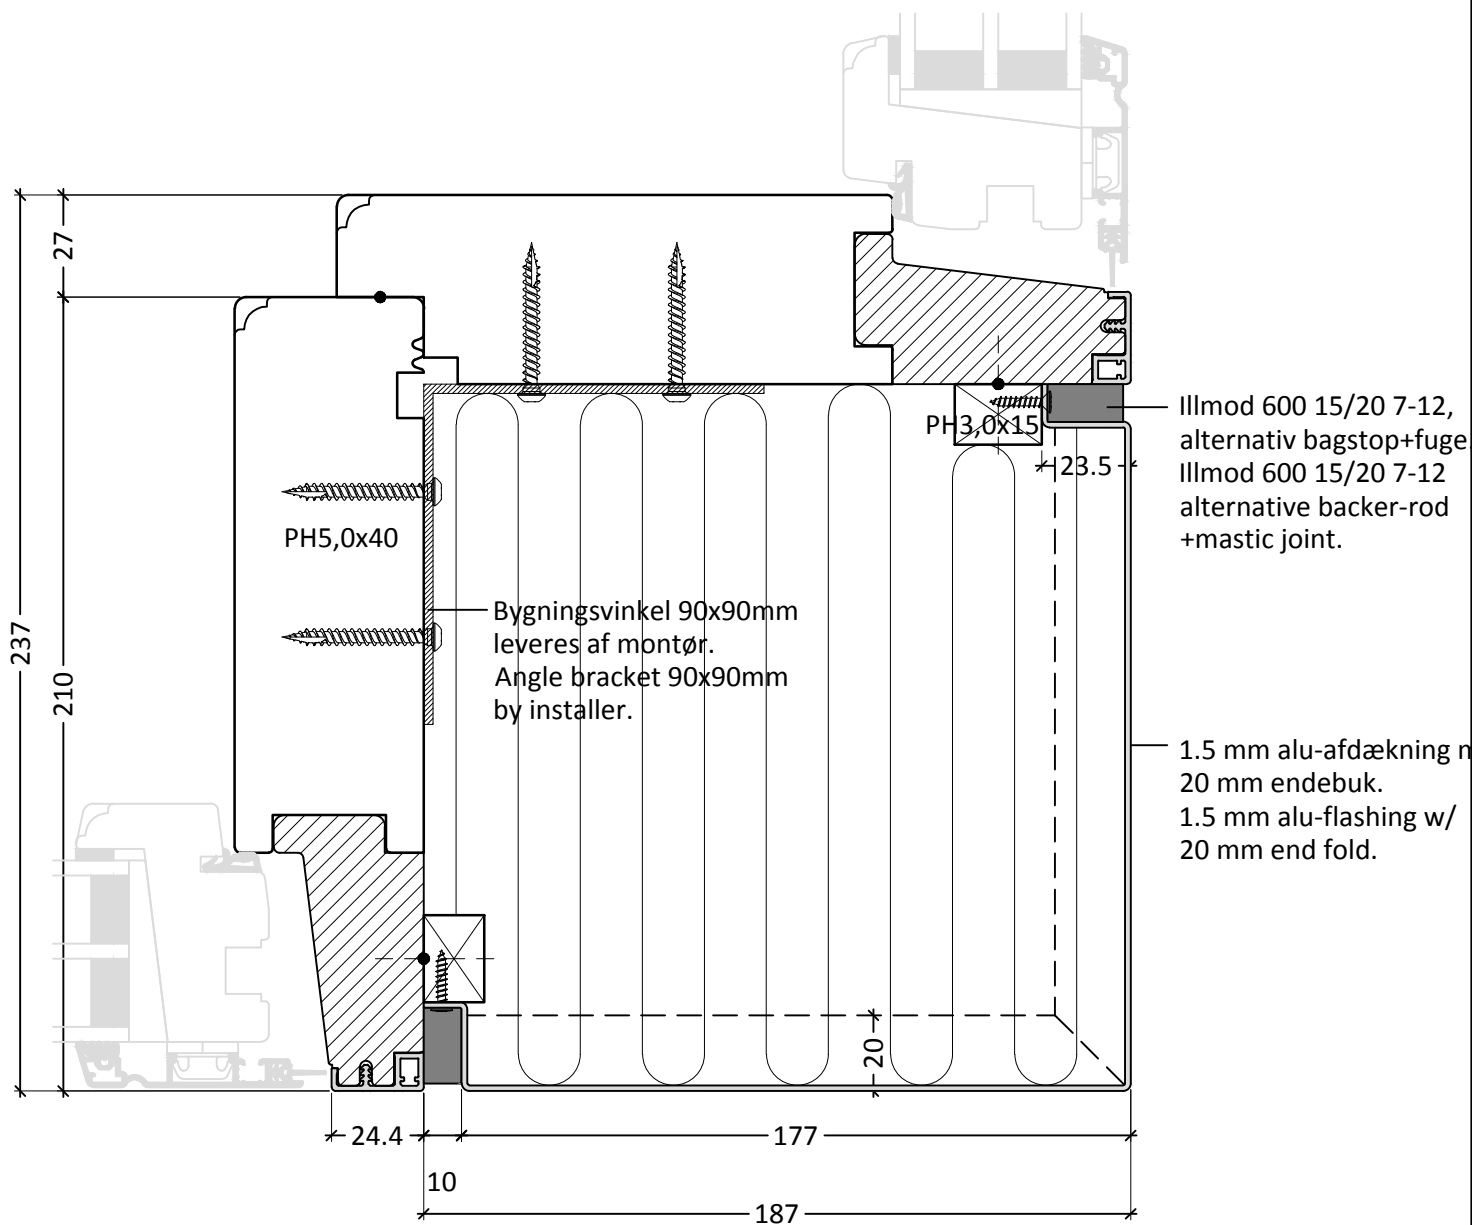 27
237
210
PH5,0x40
PH3,0x15
23.5
Illmod 600 15/20 7-12,
alternativ bagstop+fuge.
Illmod 600 15/20 7-12
alternative backer-rod
+mastic joint.
Bygningsvinkel 90x90mm
leveres af montør.
Angle bracket 90x90mm
by installer.
1.5 mm alu-afdækning
20 mm endebuk.
1.5 mm alu-flashing w/
20 mm end fold.
20
24.4
177
10
187